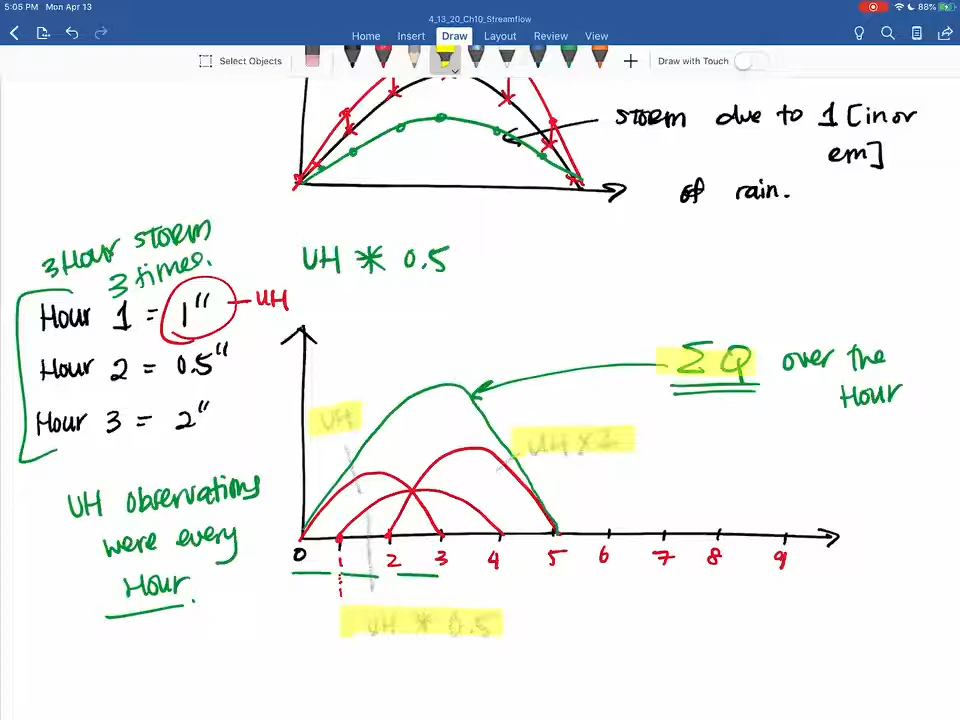 5:05 PM Mon Apr 13
88%
4_13_20_Ch10_Streamflow
Home Insert Draw Layout Review View
Select Objects
Draw with Touch
storm due to 1 [in or
cm]
of rain.
3 Hour storm
3 times.
UH * 0.5
Hour 1 = 1" UH
Hour 2 = 0.5"
Hour 3 = 2"
Σ Q over the
Hour
UH
UH x 2
UH observations
were every
Hour.
0 1 2 3 4 5 6 7 8 9
UH * 0.5